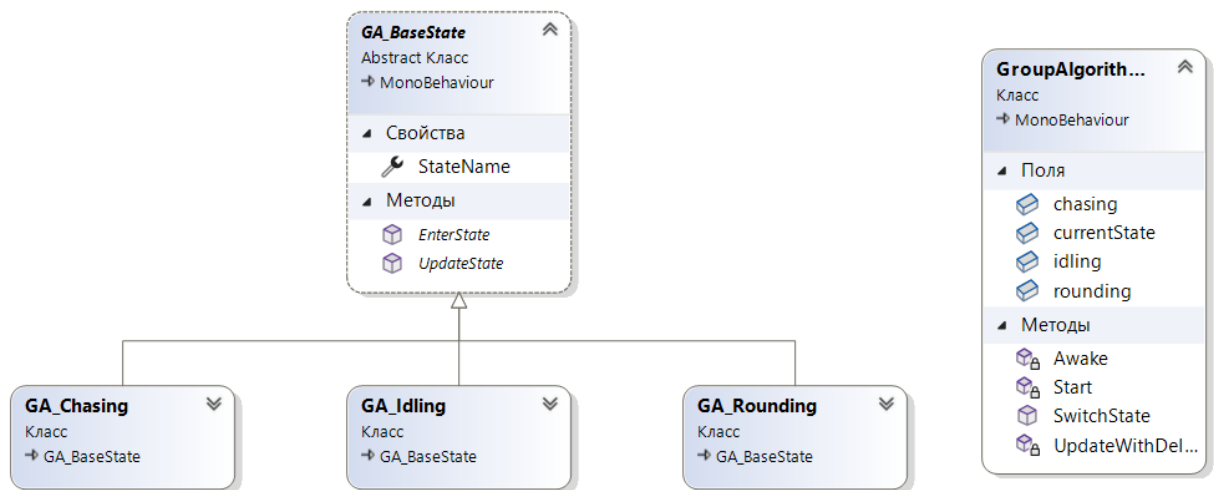 GA_BaseState
Abstract Класс
MonoBehaviour
Свойства
StateName
Методы
EnterState
UpdateState
GroupAlgorith...
Класс
MonoBehaviour
Поля
chasing
currentState
idling
rounding
Методы
Awake
Start
SwitchState
UpdateWithDel...
GA_Chasing
Класс
GA_BaseState
GA_Idling
Класс
GA_BaseState
GA_Rounding
Класс
GA_BaseState